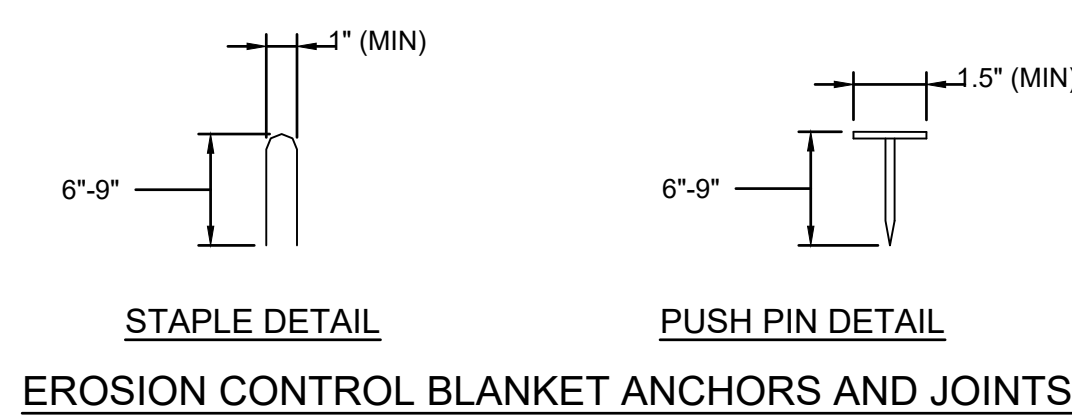 1" (MIN)
6"-9"
STAPLE DETAIL
1.5" (MIN)
6"-9"
PUSH PIN DETAIL
EROSION CONTROL BLANKET ANCHORS AND JOINTS